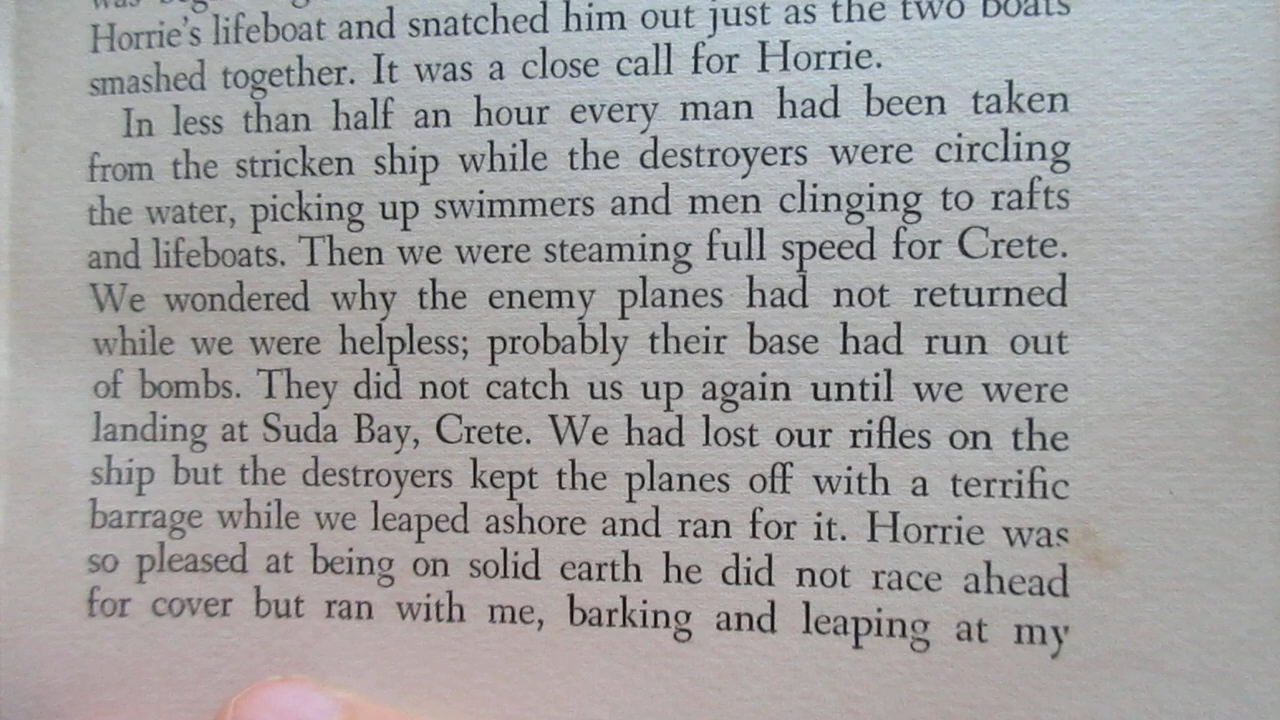 was
Horrie's lifeboat and snatched him out just as the two boats
smashed together. It was a close call for Horrie.
In less than half an hour every man had been taken
from the stricken ship while the destroyers were circling
the water, picking up swimmers and men clinging to rafts
and lifeboats. Then we were steaming full speed for Crete.
We wondered why the enemy planes had not returned
while we were helpless; probably their base had run out
of bombs. They did not catch us up again until we were
landing at Suda Bay, Crete. We had lost our rifles on the
ship but the destroyers kept the planes off with a terrific
barrage while we leaped ashore and ran for it. Horrie was
so pleased at being on solid earth he did not race ahead
for cover but ran with me, barking and leaping at my